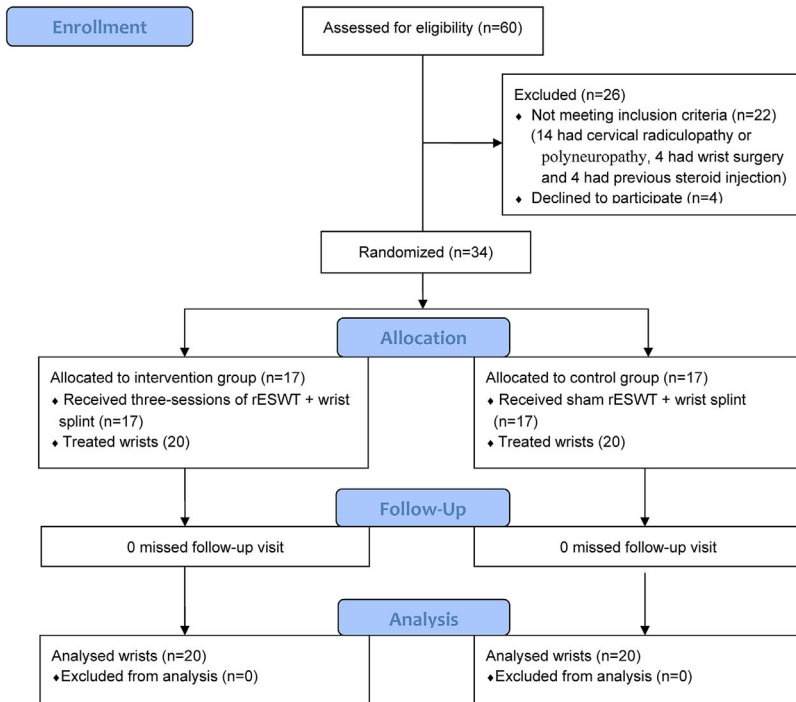 Enrollment
Assessed for eligibility (n=60)
Excluded (n=26)
♦ Not meeting inclusion criteria (n=22)
(14 had cervical radiculopathy or
polyneuropathy, 4 had wrist surgery
and 4 had previous steroid injection)
♦ Declined to participate (n=4)
Randomized (n=34)
Allocation
Allocated to intervention group (n=17)
♦ Received three-sessions of rESWT + wrist
splint (n=17)
♦ Treated wrists (20)
Allocated to control group (n=17)
♦ Received sham rESWT + wrist splint
(n=17)
♦ Treated wrists (20)
Follow-Up
0 missed follow-up visit
0 missed follow-up visit
Analysis
Analysed wrists (n=20)
♦Excluded from analysis (n=0)
Analysed wrists (n=20)
♦Excluded from analysis (n=0)